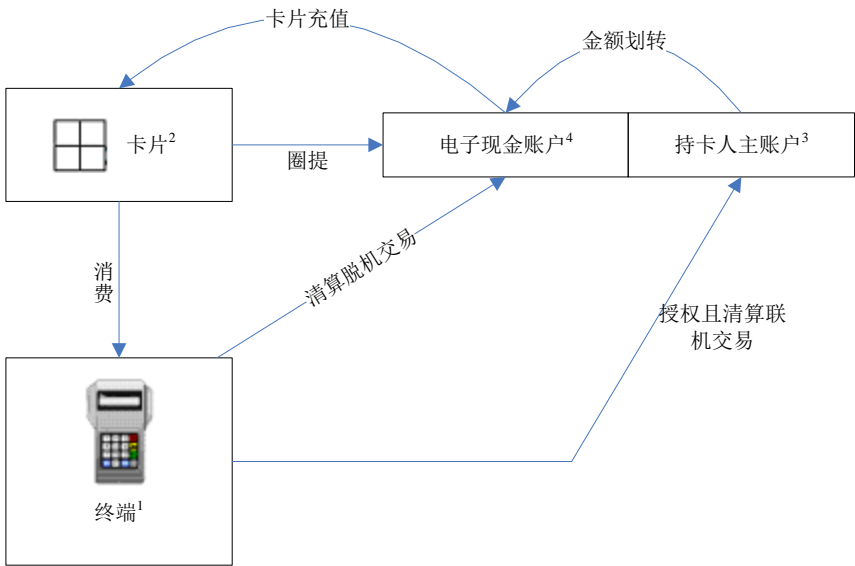 卡片充值
金额划转
卡片²
电子现金账户⁴
持卡人主账户³
圈提
消
费
清算脱机交易
授权且清算联
机交易
终端¹